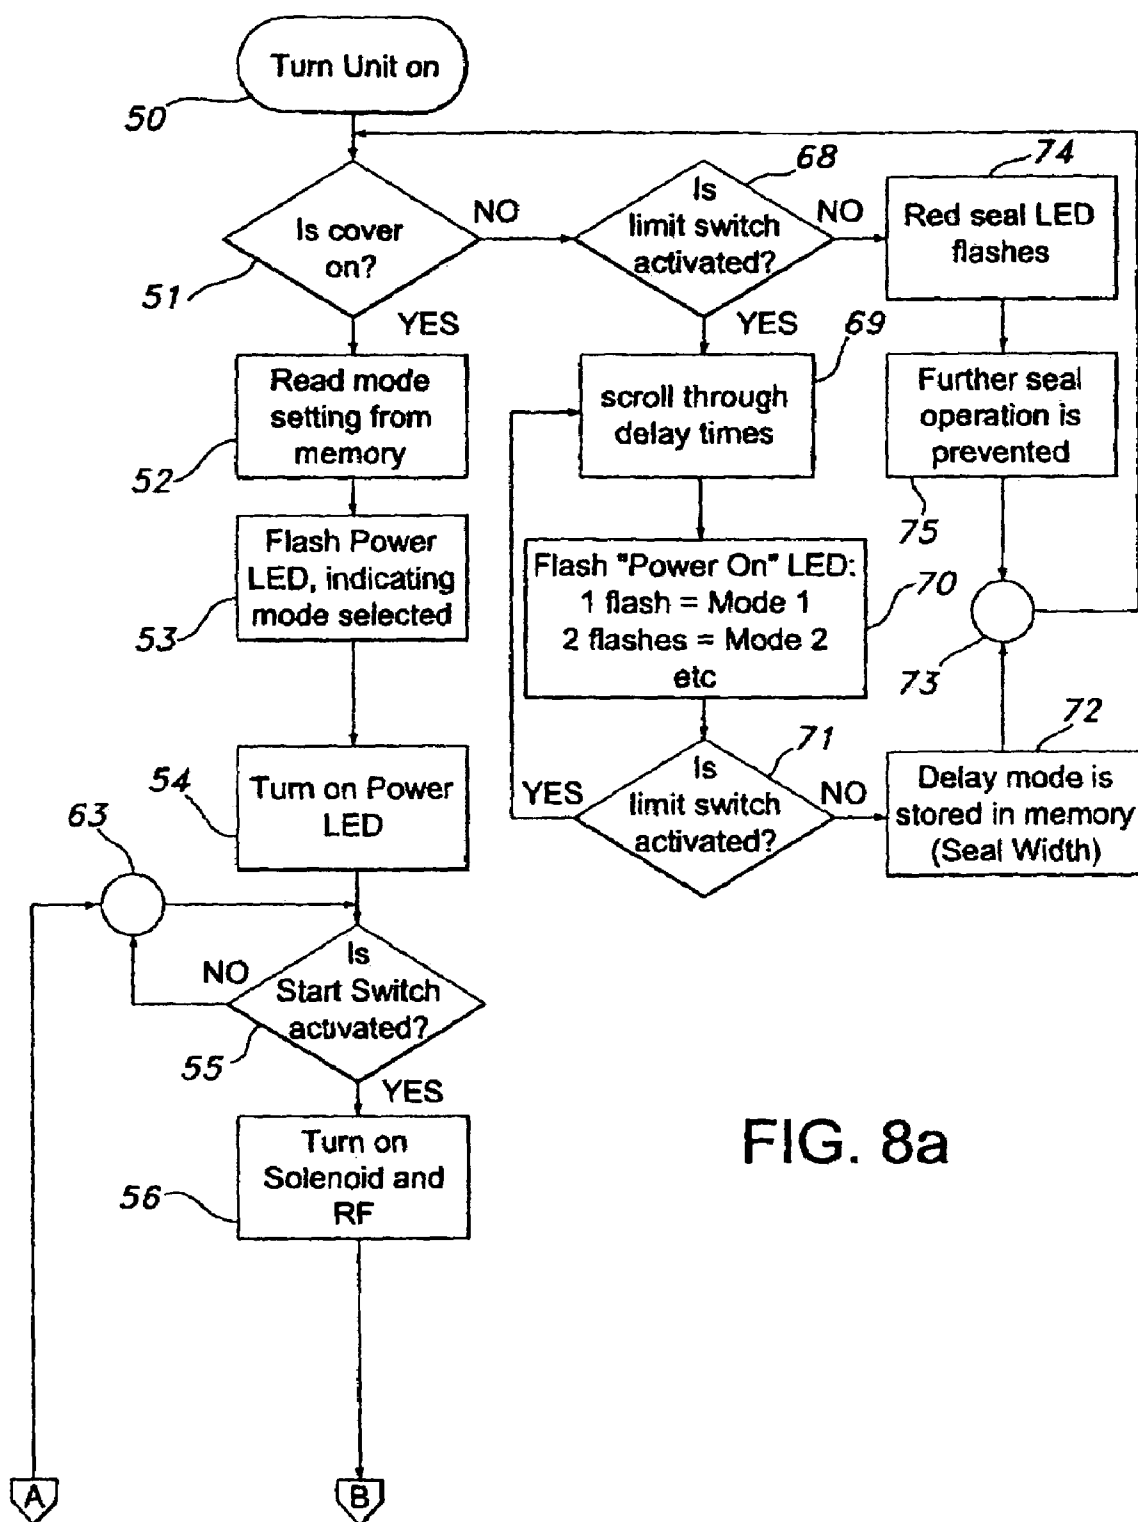 Turn Unit on
50
Is cover
on?
51
NO
YES
Is
limit switch
activated?
68
NO
YES
Red seal LED
flashes
74
Read mode
setting from
memory
52
scroll through
delay times
69
Further seal
operation is
prevented
75
Flash Power
LED, indicating
mode selected
53
Flash "Power On" LED:
1 flash = Mode 1
2 flashes = Mode 2
etc
70
73
Turn on Power
LED
54
Is
limit switch
activated?
71
YES
NO
Delay mode is
stored in memory
(Seal Width)
72
63
Is
Start Switch
activated?
55
NO
YES
Turn on
Solenoid and
RF
56
FIG. 8a
A
B